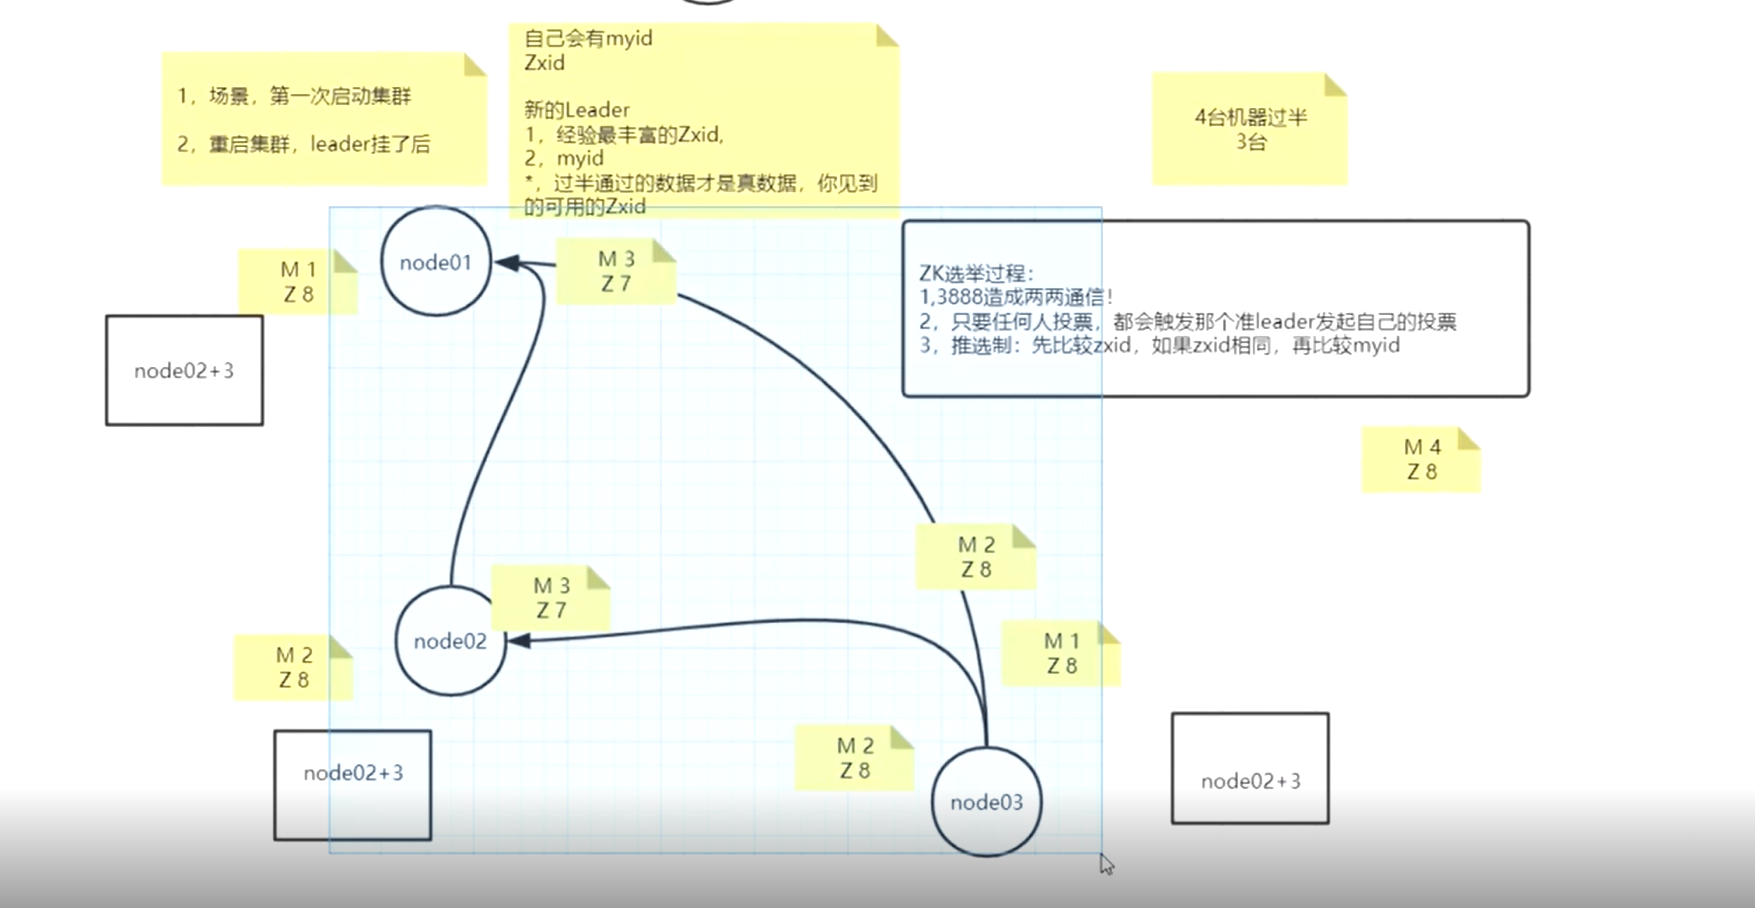 1，场景，第一次启动集群
2，重启集群，leader挂了后
自己会有myid
Zxid
新的Leader
1，经验最丰富的Zxid,
2，myid
*，过半通过的数据才是真数据，你见到
的可用的Zxid
4台机器过半
3台
node01
M 1
Z 8
M 3
Z 7
ZK选举过程：
1,3888造成两两通信！
2，只要任何人投票，都会触发那个准leader发起自己的投票
3，推选制：先比较zxid，如果zxid相同，再比较myid
node02+3
M 4
Z 8
M 2
Z 8
M 3
Z 7
node02
M 1
Z 8
M 2
Z 8
node02+3
M 2
Z 8
node03
node02+3